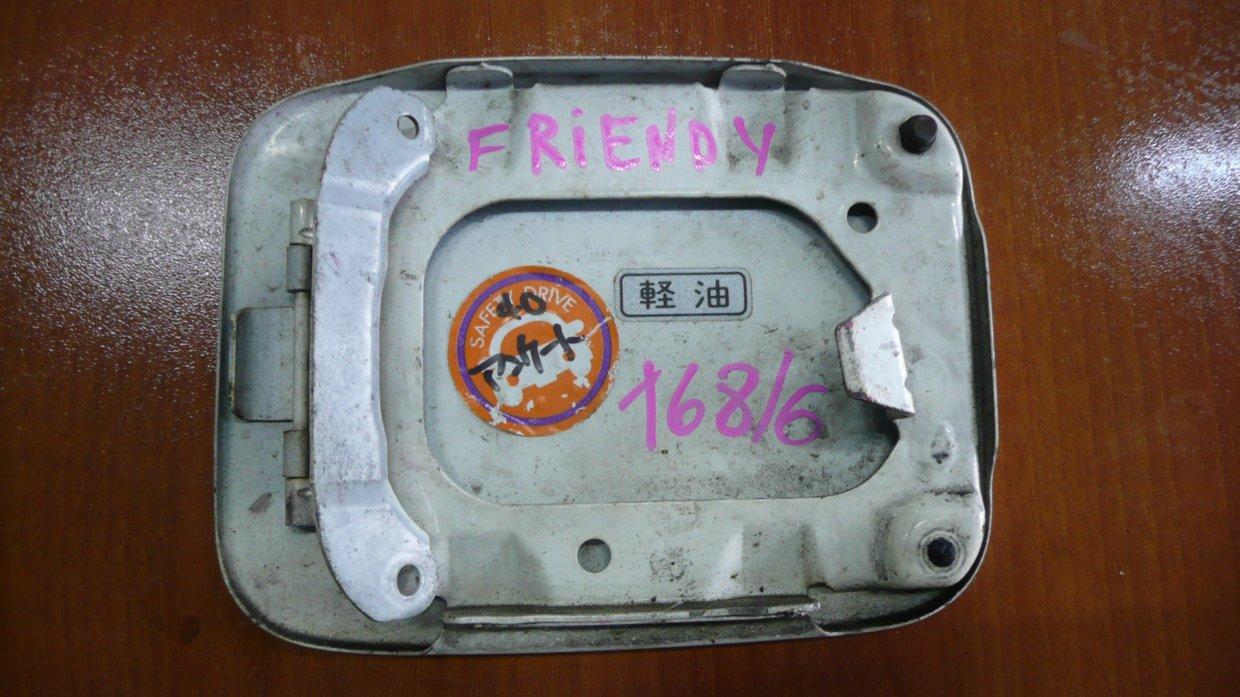 FRiENDY
SAFETY DRIVE
40
軽油
168/6